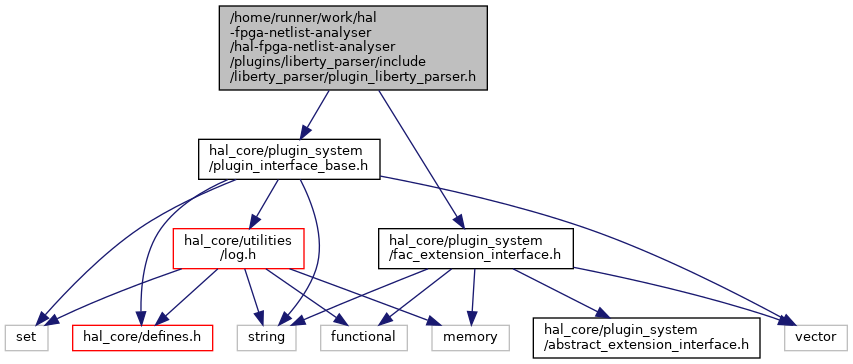 /home/runner/work/hal
-fpga-netlist-analyser
/hal-fpga-netlist-analyser
/plugins/liberty_parser/include
/liberty_parser/plugin_liberty_parser.h
hal_core/plugin_system
/plugin_interface_base.h
hal_core/utilities
/log.h
hal_core/plugin_system
/fac_extension_interface.h
set
hal_core/defines.h
string
functional
memory
hal_core/plugin_system
/abstract_extension_interface.h
vector